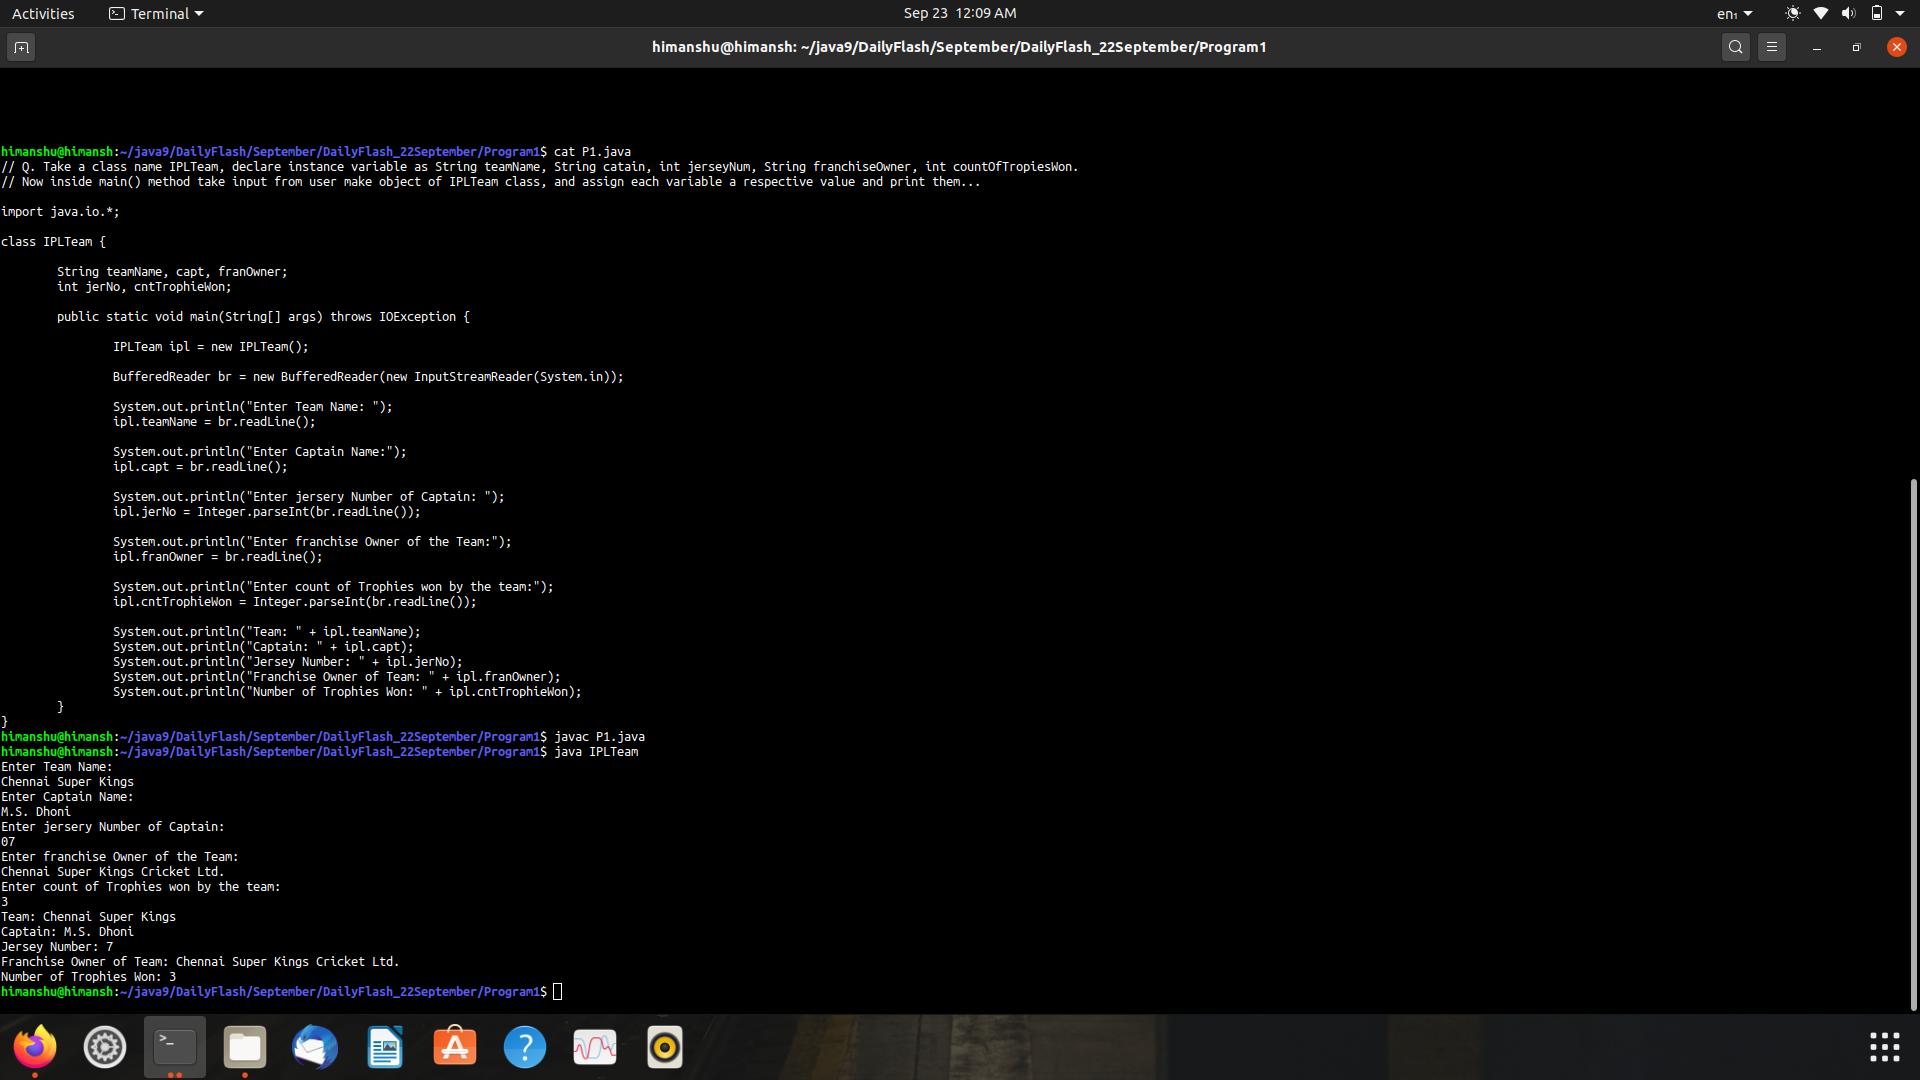 Activities
Terminal
Sep 23 12:09 AM
en₁
himanshu@himansh: ~/java9/DailyFlash/September/DailyFlash_22September/Program1
himanshu@himansh:~/java9/DailyFlash/September/DailyFlash_22September/Program1$ cat P1.java
// Q. Take a class name IPLTeam, declare instance variable as String teamName, String catain, int jerseyNum, String franchiseOwner, int countOfTropiesWon.
// Now inside main() method take input from user make object of IPLTeam class, and assign each variable a respective value and print them...
import java.io.*;
class IPLTeam {
String teamName, capt, franOwner;
int jerNo, cntTrophieWon;
public static void main(String[] args) throws IOException {
IPLTeam ipl = new IPLTeam();
BufferedReader br = new BufferedReader(new InputStreamReader(System.in));
System.out.println("Enter Team Name: ");
ipl.teamName = br.readLine();
System.out.println("Enter Captain Name:");
ipl.capt = br.readLine();
System.out.println("Enter jersery Number of Captain: ");
ipl.jerNo = Integer.parseInt(br.readLine());
System.out.println("Enter franchise Owner of the Team:");
ipl.franOwner = br.readLine();
System.out.println("Enter count of Trophies won by the team:");
ipl.cntTrophieWon = Integer.parseInt(br.readLine());
System.out.println("Team: " + ipl.teamName);
System.out.println("Captain: " + ipl.capt);
System.out.println("Jersey Number: " + ipl.jerNo);
System.out.println("Franchise Owner of Team: " + ipl.franOwner);
System.out.println("Number of Trophies Won: " + ipl.cntTrophieWon);
}
}
himanshu@himansh:~/java9/DailyFlash/September/DailyFlash_22September/Program1$ javac P1.java
himanshu@himansh:~/java9/DailyFlash/September/DailyFlash_22September/Program1$ java IPLTeam
Enter Team Name:
Chennai Super Kings
Enter Captain Name:
M.S. Dhoni
Enter jersery Number of Captain:
07
Enter franchise Owner of the Team:
Chennai Super Kings Cricket Ltd.
Enter count of Trophies won by the team:
3
Team: Chennai Super Kings
Captain: M.S. Dhoni
Jersey Number: 7
Franchise Owner of Team: Chennai Super Kings Cricket Ltd.
Number of Trophies Won: 3
himanshu@himansh:~/java9/DailyFlash/September/DailyFlash_22September/Program1$